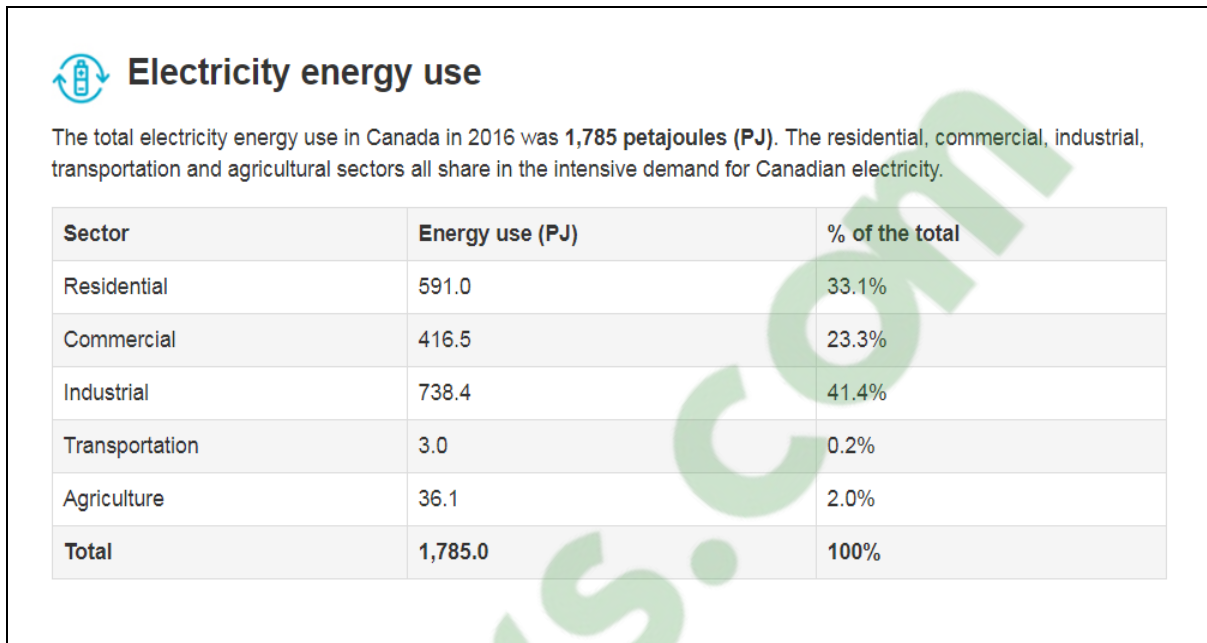 Electricity energy use
The total electricity energy use in Canada in 2016 was 1,785 petajoules (PJ). The residential, commercial, industrial,
transportation and agricultural sectors all share in the intensive demand for Canadian electricity.
Sector Energy use (PJ) % of the total
Residential 591.0 33.1%
Commercial 416.5 23.3%
Industrial 738.4 41.4%
Transportation 3.0 0.2%
Agriculture 36.1 2.0%
Total 1,785.0 100%
s.com